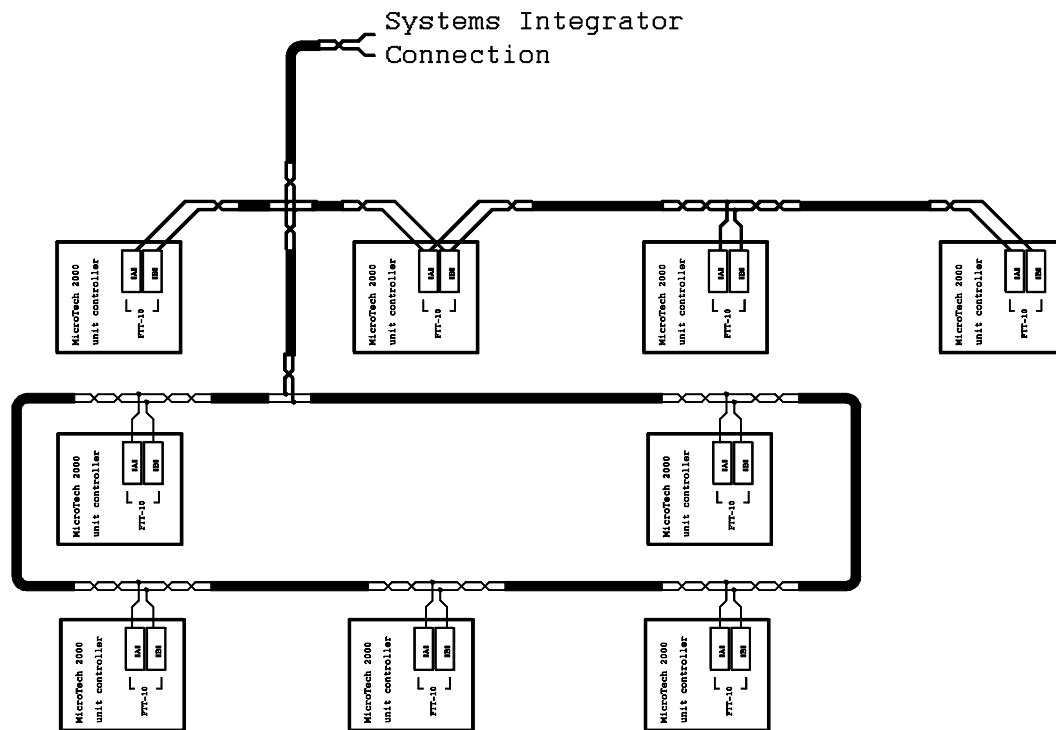 Systems Integrator
Connection
MicroTech 2000
unit controller
FTT-10
MicroTech 2000
unit controller
FTT-10
MicroTech 2000
unit controller
FTT-10
MicroTech 2000
unit controller
FTT-10
MicroTech 2000
unit controller
FTT-10
MicroTech 2000
unit controller
FTT-10
MicroTech 2000
unit controller
FTT-10
MicroTech 2000
unit controller
FTT-10
MicroTech 2000
unit controller
FTT-10